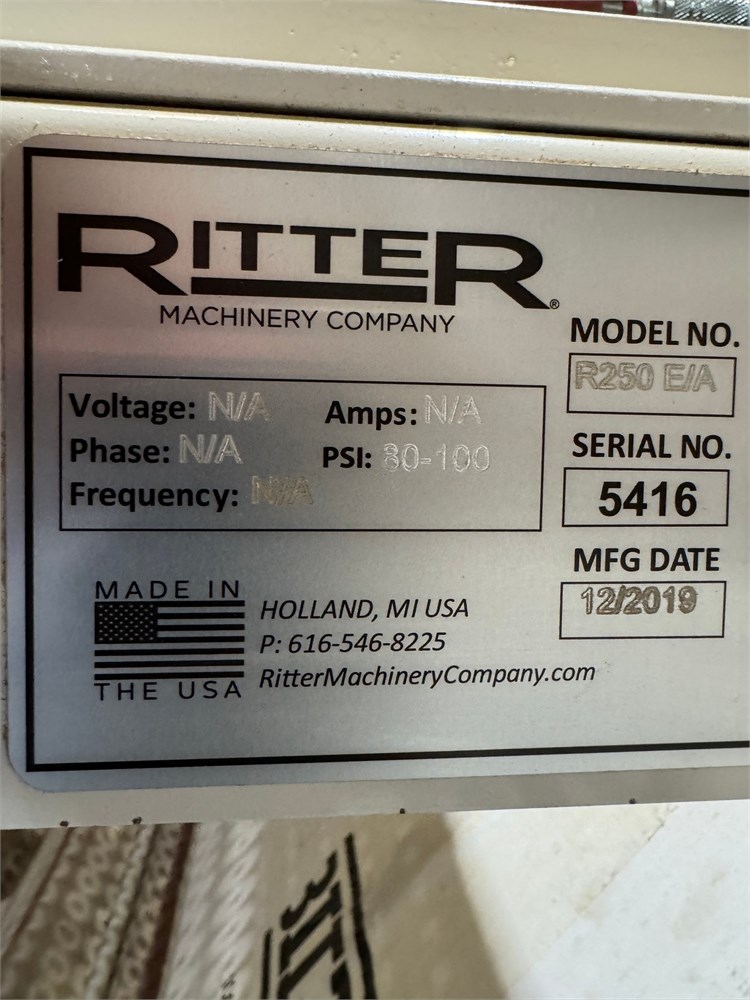 RITTER®
MACHINERY COMPANY
MODEL NO.
R250 E/A
Voltage: N/A Amps: N/A
Phase: N/A PSI: 80-100
Frequency: N/A
SERIAL NO.
5416
MFG DATE
12/2019
MADE IN
THE USA
HOLLAND, MI USA
P: 616-546-8225
RitterMachineryCompany.com